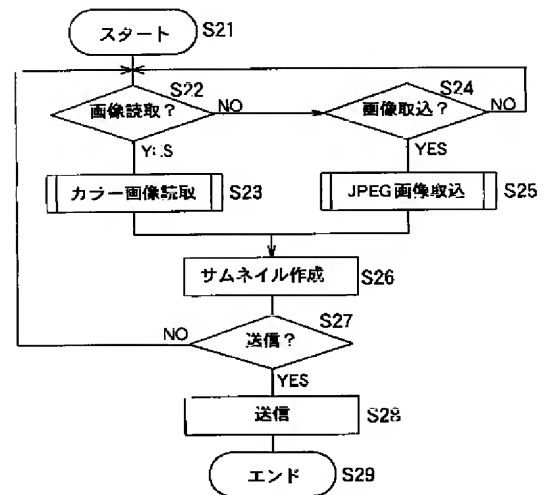 スタート S21
S22
画像読取？ NO
S24
画像取込？ NO
YES
YES
カラー画像読取 S23
JPEG画像取込 S25
サムネイル作成 S26
S27
NO 送信？
YES
送信 S28
エンド S29